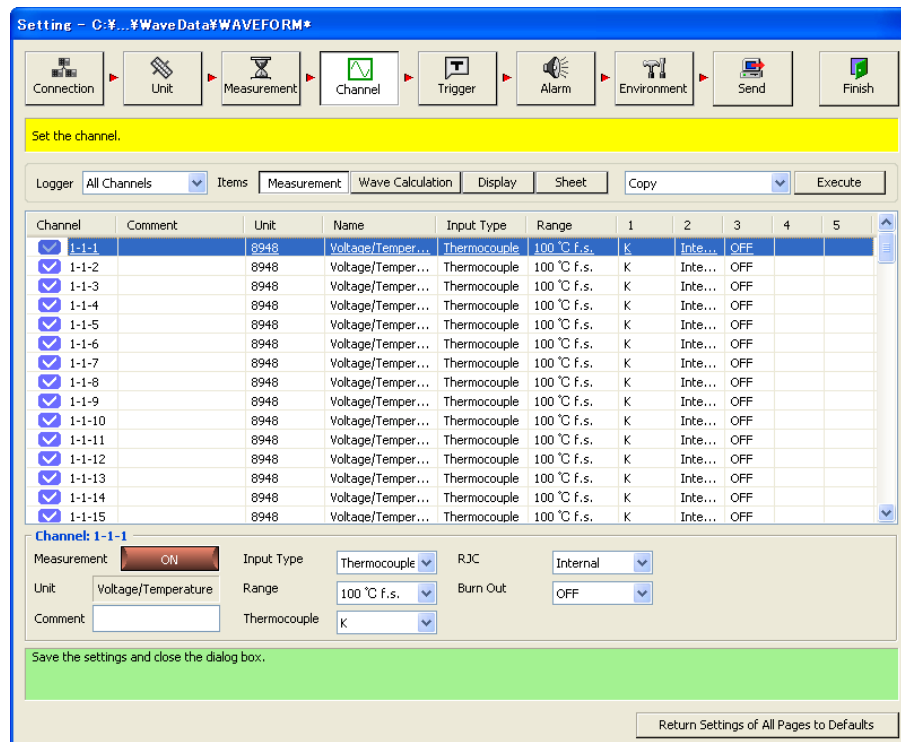 Setting - C:¥...¥WaveData¥WAVEFORM*
Connection Unit Measurement Channel Trigger Alarm Environment Send Finish
Set the channel.
Logger All Channels Items Measurement Wave Calculation Display Sheet Copy Execute
Channel Comment Unit Name Input Type Range 1 2 3 4 5
1-1-1 8948 Voltage/Temper... Thermocouple 100 ℃ f.s. K Inte... OFF
1-1-2 8948 Voltage/Temper... Thermocouple 100 ℃ f.s. K Inte... OFF
1-1-3 8948 Voltage/Temper... Thermocouple 100 ℃ f.s. K Inte... OFF
1-1-4 8948 Voltage/Temper... Thermocouple 100 ℃ f.s. K Inte... OFF
1-1-5 8948 Voltage/Temper... Thermocouple 100 ℃ f.s. K Inte... OFF
1-1-6 8948 Voltage/Temper... Thermocouple 100 ℃ f.s. K Inte... OFF
1-1-7 8948 Voltage/Temper... Thermocouple 100 ℃ f.s. K Inte... OFF
1-1-8 8948 Voltage/Temper... Thermocouple 100 ℃ f.s. K Inte... OFF
1-1-9 8948 Voltage/Temper... Thermocouple 100 ℃ f.s. K Inte... OFF
1-1-10 8948 Voltage/Temper... Thermocouple 100 ℃ f.s. K Inte... OFF
1-1-11 8948 Voltage/Temper... Thermocouple 100 ℃ f.s. K Inte... OFF
1-1-12 8948 Voltage/Temper... Thermocouple 100 ℃ f.s. K Inte... OFF
1-1-13 8948 Voltage/Temper... Thermocouple 100 ℃ f.s. K Inte... OFF
1-1-14 8948 Voltage/Temper... Thermocouple 100 ℃ f.s. K Inte... OFF
1-1-15 8948 Voltage/Temper... Thermocouple 100 ℃ f.s. K Inte... OFF
Channel: 1-1-1
Measurement ON Input Type Thermocouple RJC Internal
Unit Voltage/Temperature Range 100 ℃ f.s. Burn Out OFF
Comment Thermocouple K
Save the settings and close the dialog box.
Return Settings of All Pages to Defaults